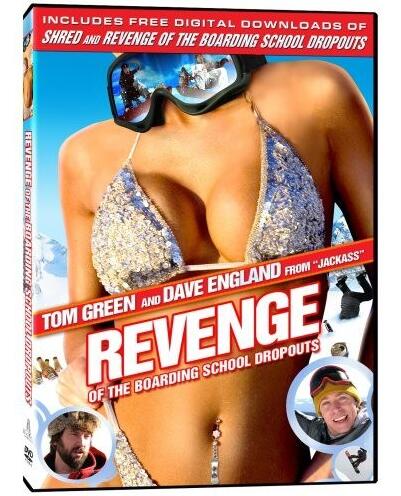 INCLUDES FREE DIGITAL DOWNLOADS OF
SHRED AND REVENGE OF THE BOARDING SCHOOL DROPOUTS
TOM GREEN AND DAVE ENGLAND FROM "JACKASS"
REVENGE
OF THE BOARDING SCHOOL DROPOUTS
REVENGE OF THE BOARDING SCHOOL DROPOUTS
DVD